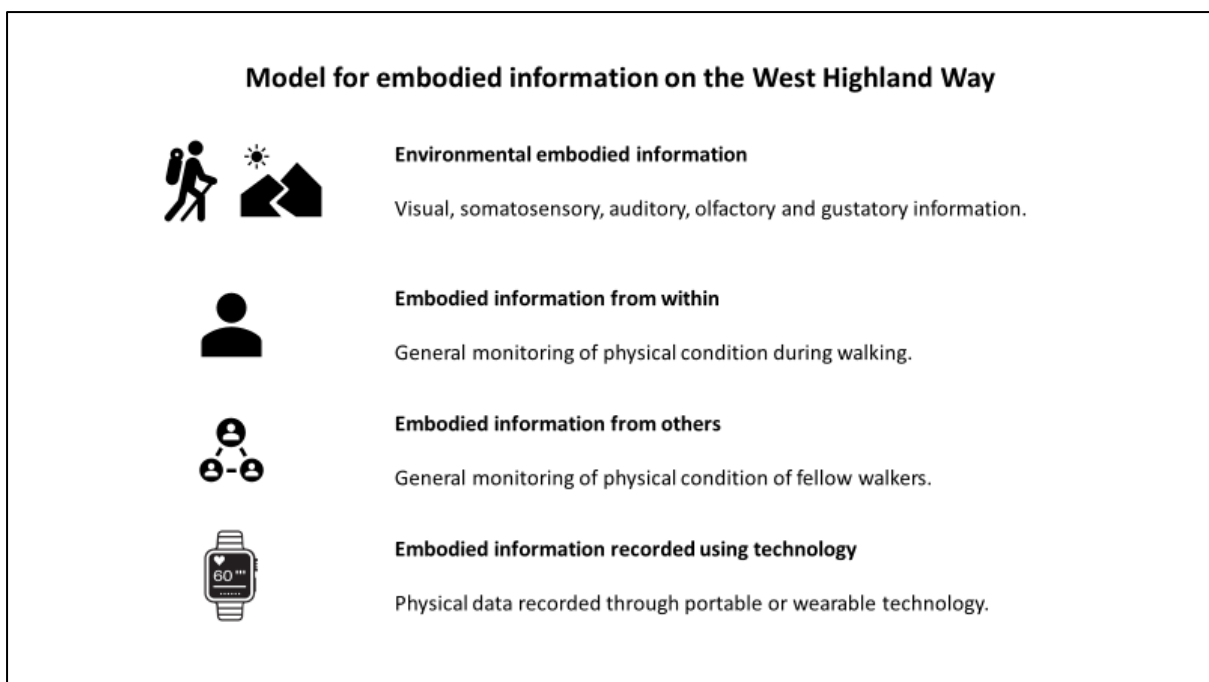 Model for embodied information on the West Highland Way
Environmental embodied information
Visual, somatosensory, auditory, olfactory and gustatory information.
Embodied information from within
General monitoring of physical condition during walking.
Embodied information from others
General monitoring of physical condition of fellow walkers.
60
Embodied information recorded using technology
Physical data recorded through portable or wearable technology.